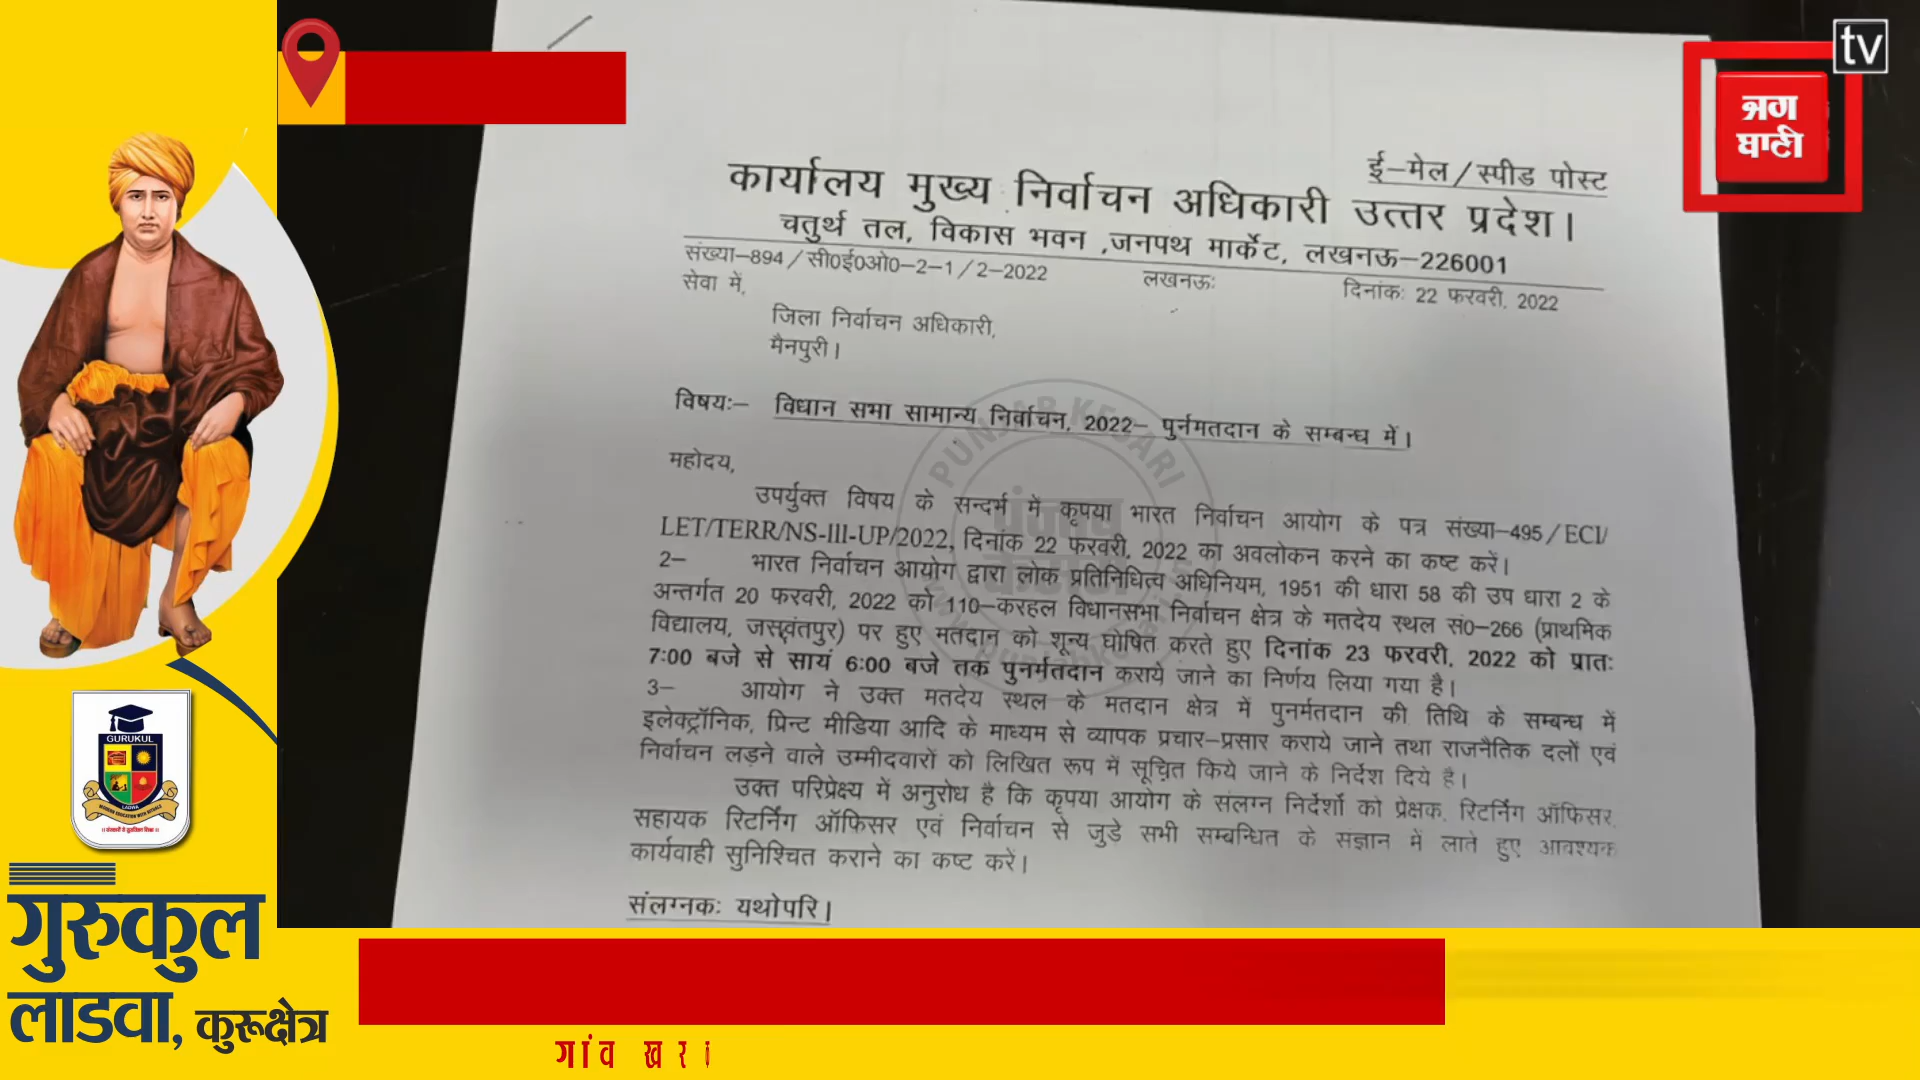 tv
जग
बाणी
ई–मेल / स्पीड पोस्ट
कार्यालय मुख्य निर्वाचन अधिकारी उत्तर प्रदेश।
चतुर्थ तल, विकास भवन ,जनपथ मार्केट, लखनऊ–226001
संख्या–894 / सी0ई0ओ0–2–1 / 2–2022 लखनऊः दिनांकः 22 फरवरी, 2022
सेवा में,
जिला निर्वाचन अधिकारी,
मैनपुरी।
विषयः– विधान सभा सामान्य निर्वाचन, 2022– पुर्नमतदान के सम्बन्ध में।
महोदय,
उपर्युक्त विषय के सन्दर्भ में कृपया भारत निर्वाचन आयोग के पत्र संख्या–495 / ECI/
LET/TERR/NS-III-UP/2022, दिनांक 22 फरवरी, 2022 का अवलोकन करने का कष्ट करें।
2– भारत निर्वाचन आयोग द्वारा लोक प्रतिनिधित्व अधिनियम, 1951 की धारा 58 की उप धारा 2 के
अन्तर्गत 20 फरवरी, 2022 को 110–करहल विधानसभा निर्वाचन क्षेत्र के मतदेय स्थल सं0–266 (प्राथमिक
विद्यालय, जसवंतपुर) पर हुए मतदान को शून्य घोषित करते हुए दिनांक 23 फरवरी, 2022 को प्रातः
7:00 बजे से सायं 6:00 बजे तक पुनर्मतदान कराये जाने का निर्णय लिया गया है।
3– आयोग ने उक्त मतदेय स्थल के मतदान क्षेत्र में पुनर्मतदान की तिथि के सम्बन्ध में
इलेक्ट्रॉनिक, प्रिन्ट मीडिया आदि के माध्यम से व्यापक प्रचार–प्रसार कराये जाने तथा राजनैतिक दलों एवं
निर्वाचन लड़ने वाले उम्मीदवारों को लिखित रूप में सूचित किये जाने के निर्देश दिये है।
उक्त परिप्रेक्ष्य में अनुरोध है कि कृपया आयोग के संलग्न निर्देशों को प्रेक्षक, रिटर्निंग ऑफिसर,
सहायक रिटर्निंग ऑफिसर एवं निर्वाचन से जुडे सभी सम्बन्धित के संज्ञान में लाते हुए आवश्यक
कार्यवाही सुनिश्चित कराने का कष्ट करें।
संलग्नकः यथोपरि।
PUNJAB KESARI
पंजाब
केसरी
GURUKUL
LADWA
गुरुकुल
लाडवा, कुरूक्षेत्र
गांव खर